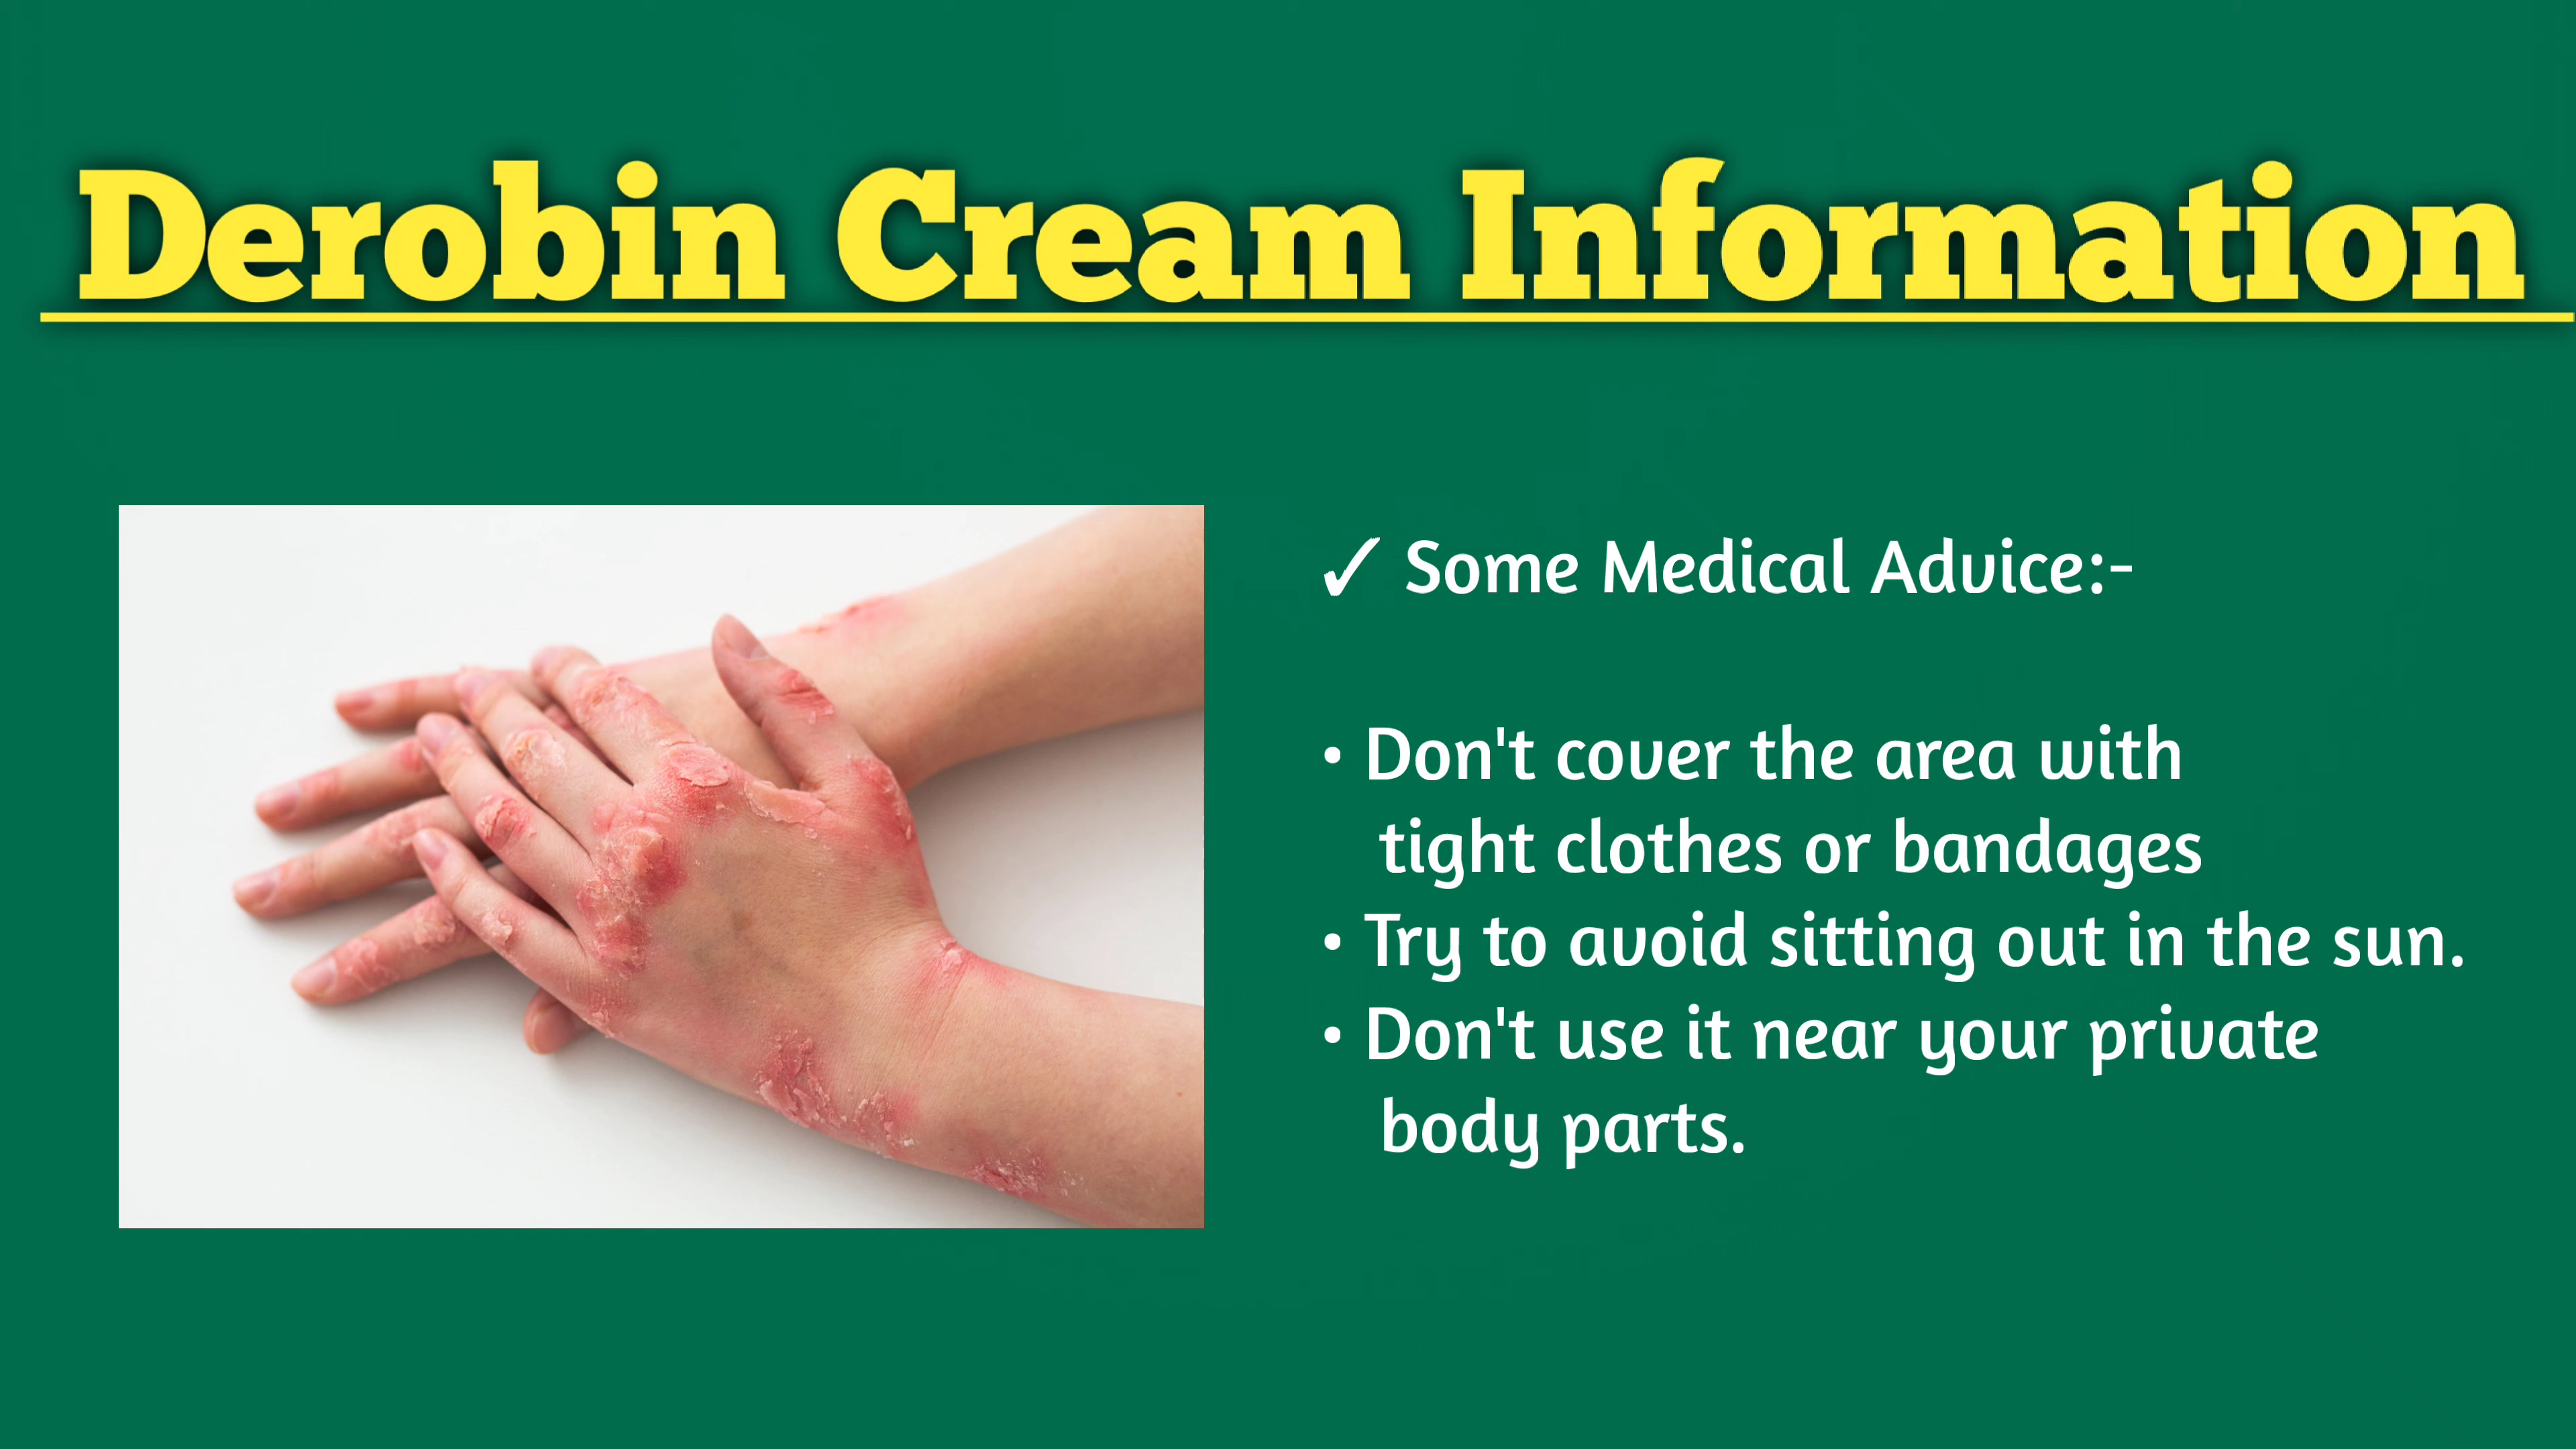 Derobin Cream Information
✓ Some Medical Advice:-
• Don't cover the area with
tight clothes or bandages
• Try to avoid sitting out in the sun.
• Don't use it near your private
body parts.